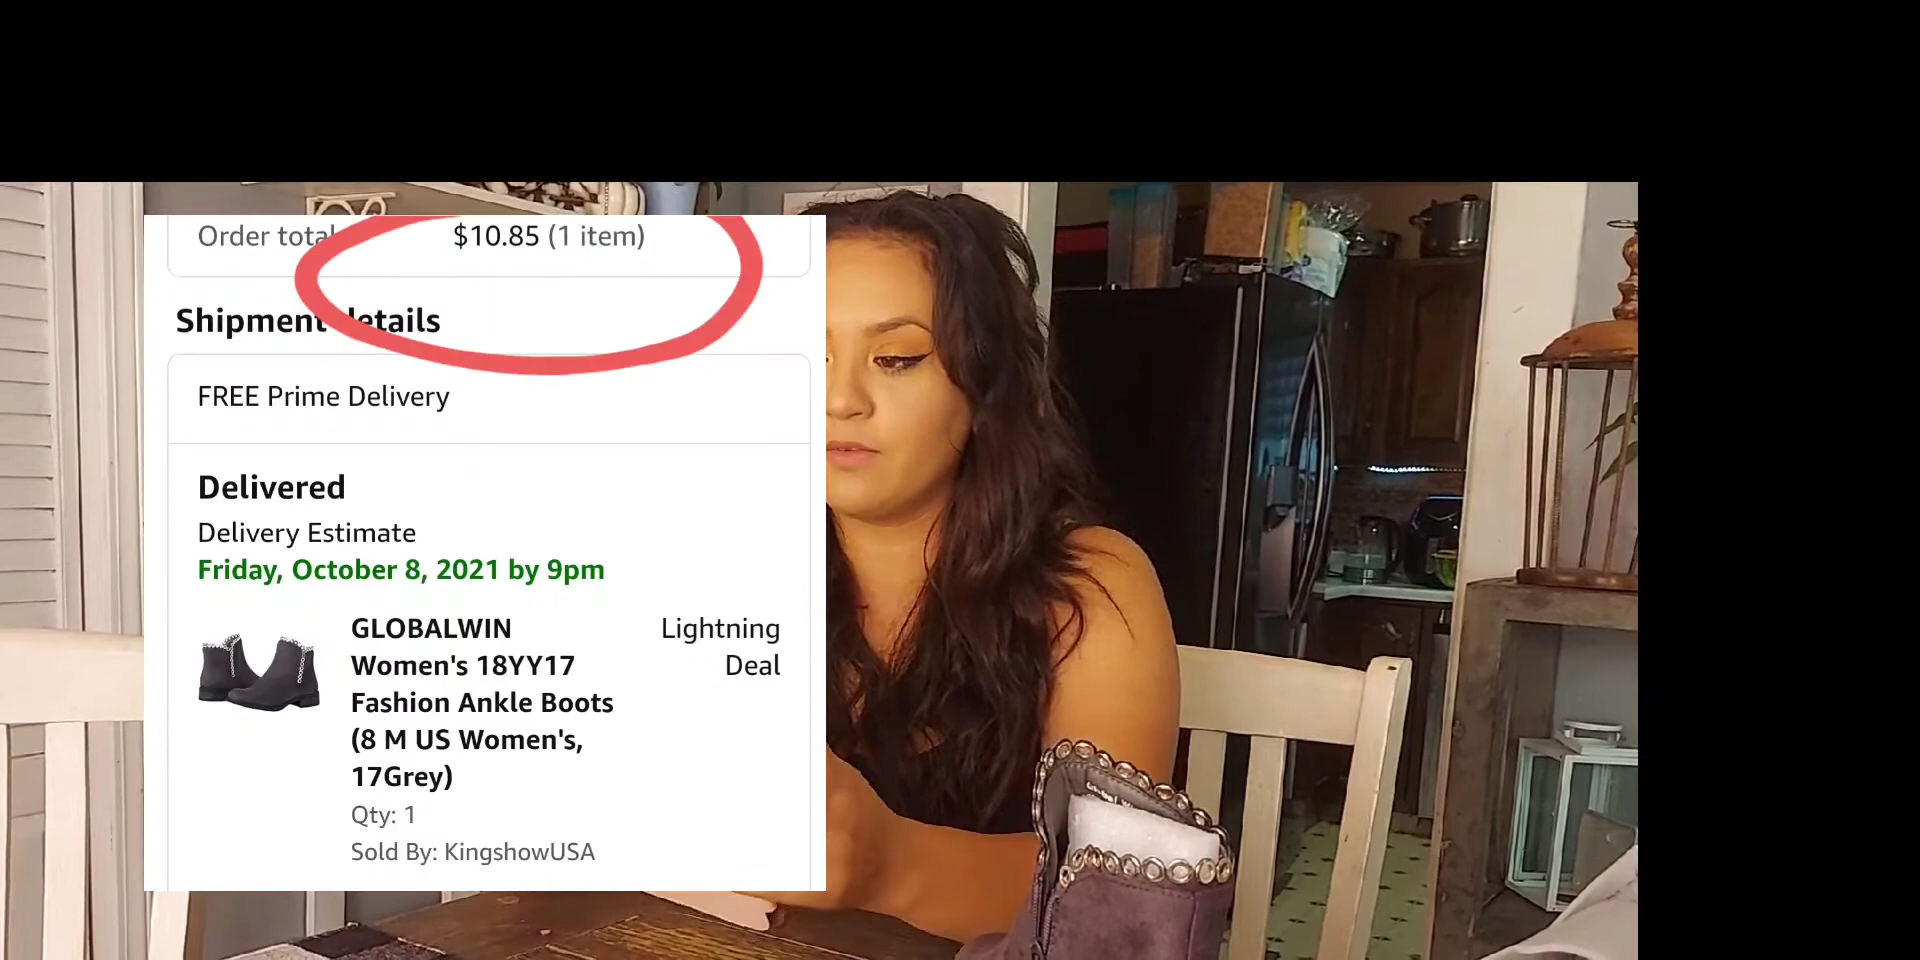 Order total $10.85 (1 item)
Shipment details
FREE Prime Delivery
Delivered
Delivery Estimate
Friday, October 8, 2021 by 9pm
GLOBALWIN Lightning
Women's 18YY17 Deal
Fashion Ankle Boots
(8 M US Women's,
17Grey)
Qty: 1
Sold By: KingshowUSA